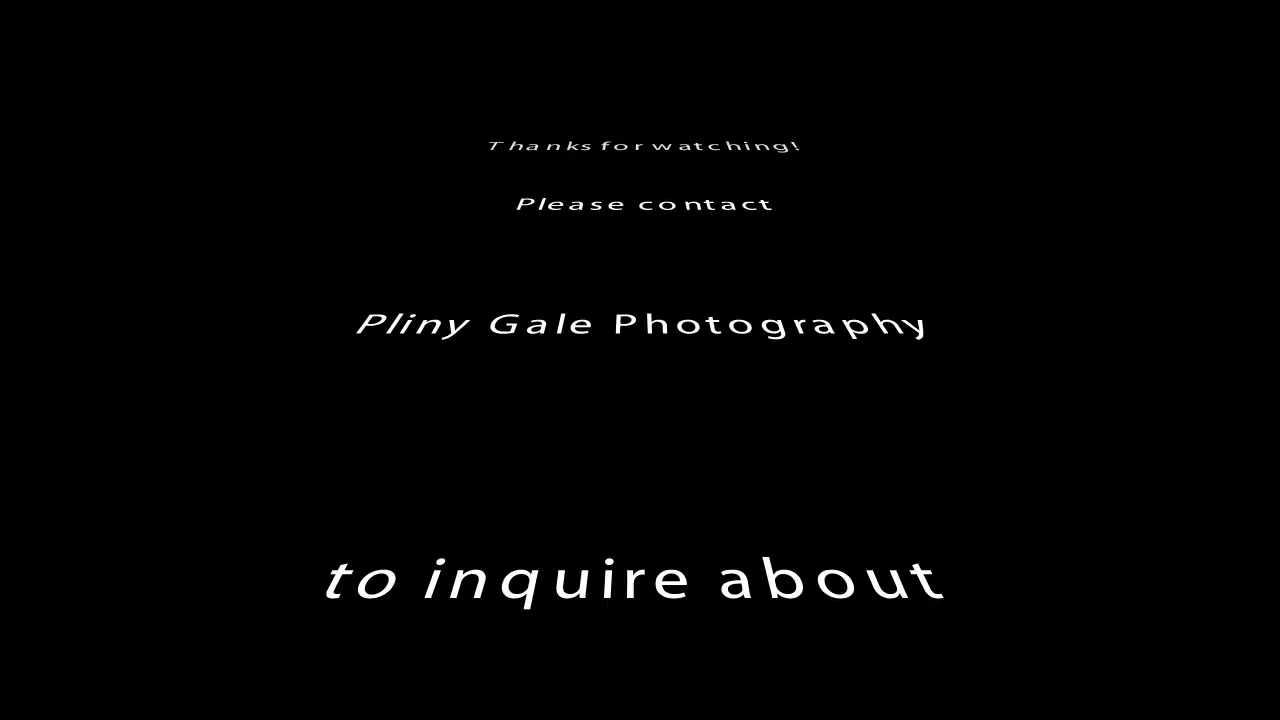 Thanks for watching!
Please contact
Pliny Gale Photography
to inquire about